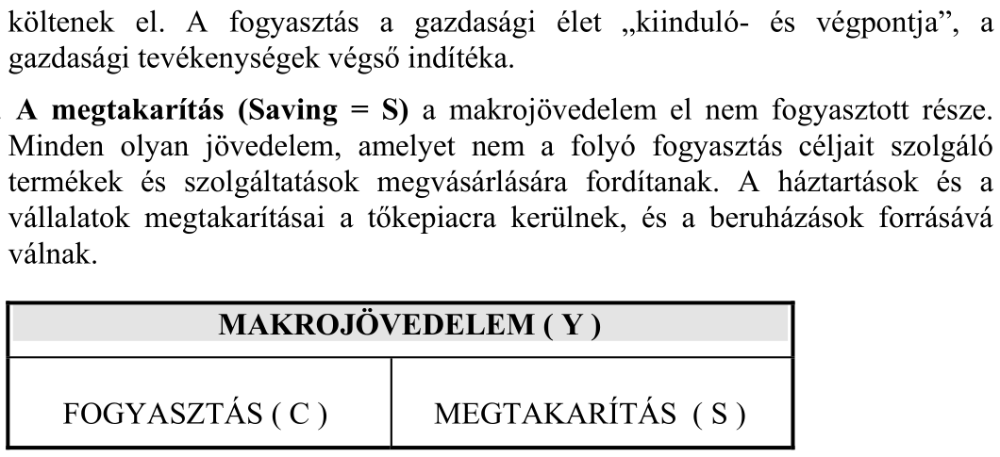 költenek el. A fogyasztás a gazdasági élet „kiinduló- és végpontja”, a
gazdasági tevékenységek végső indítéka.
. A megtakarítás (Saving = S) a makrojövedelem el nem fogyasztott része.
Minden olyan jövedelem, amelyet nem a folyó fogyasztás céljait szolgáló
termékek és szolgáltatások megvásárlására fordítanak. A háztartások és a
vállalatok megtakarításai a tőkepiacra kerülnek, és a beruházások forrásává
válnak.
MAKROJÖVEDELEM ( Y )
FOGYASZTÁS ( C ) MEGTAKARÍTÁS ( S )